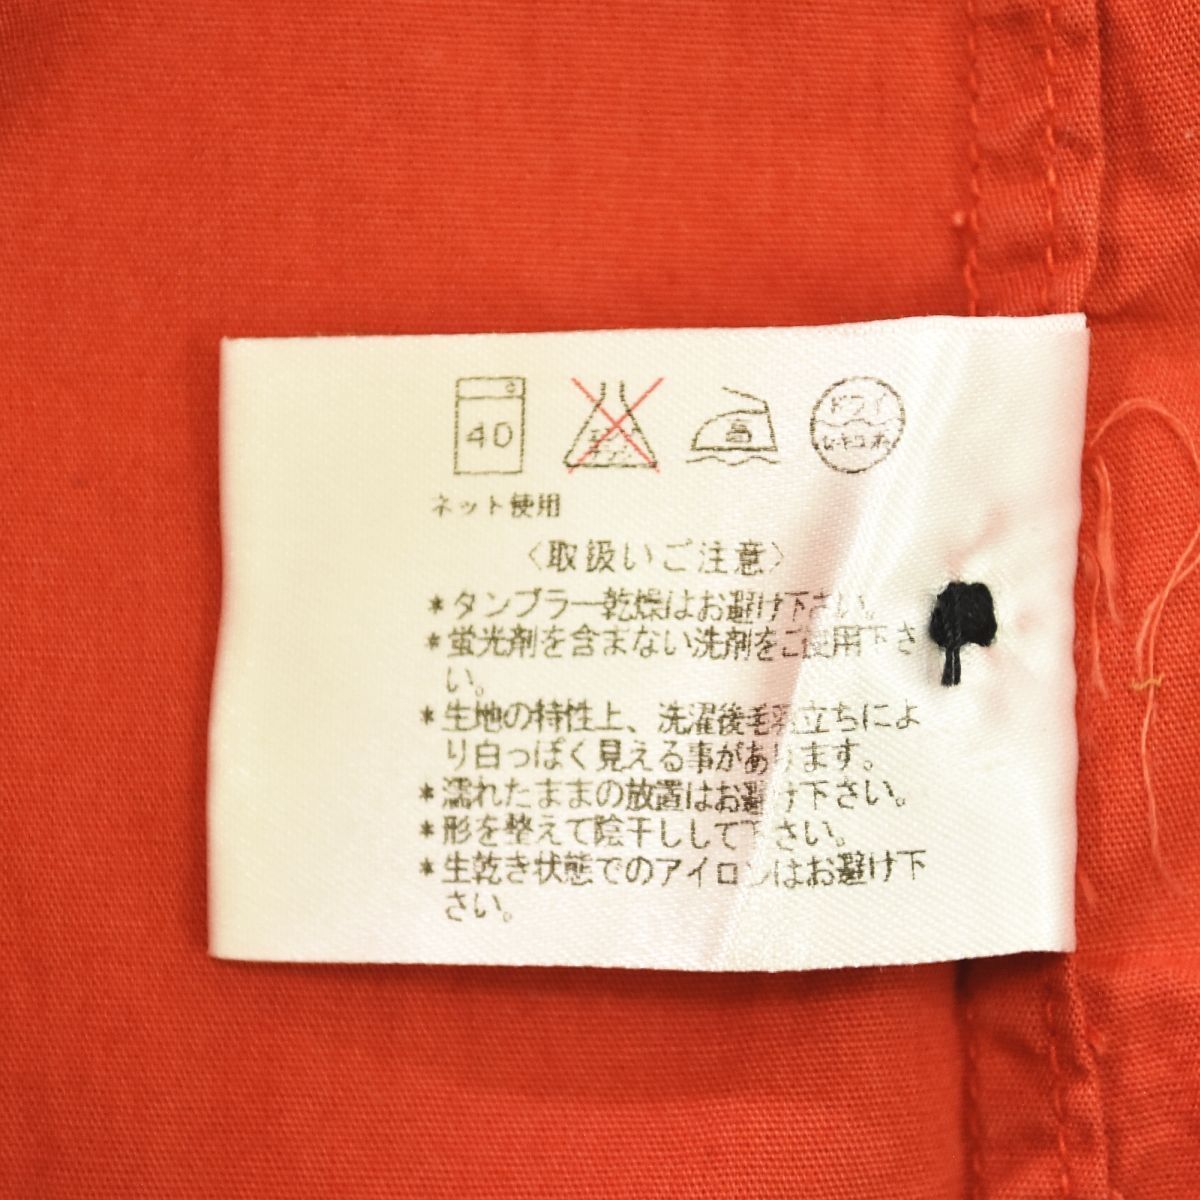 40
高
ドライ
ネット使用
〈取扱いご注意〉
*タンブラー乾燥はお避け下さい。
*蛍光剤を含まない洗剤をご使用下さ
い。
*生地の特性上、洗濯後毛羽立ちによ
り白っぽく見える事があります。
*濡れたままの放置はお避け下さい。
*形を整えて陰干しして下さい。
*生乾き状態でのアイロンはお避け下
さい。